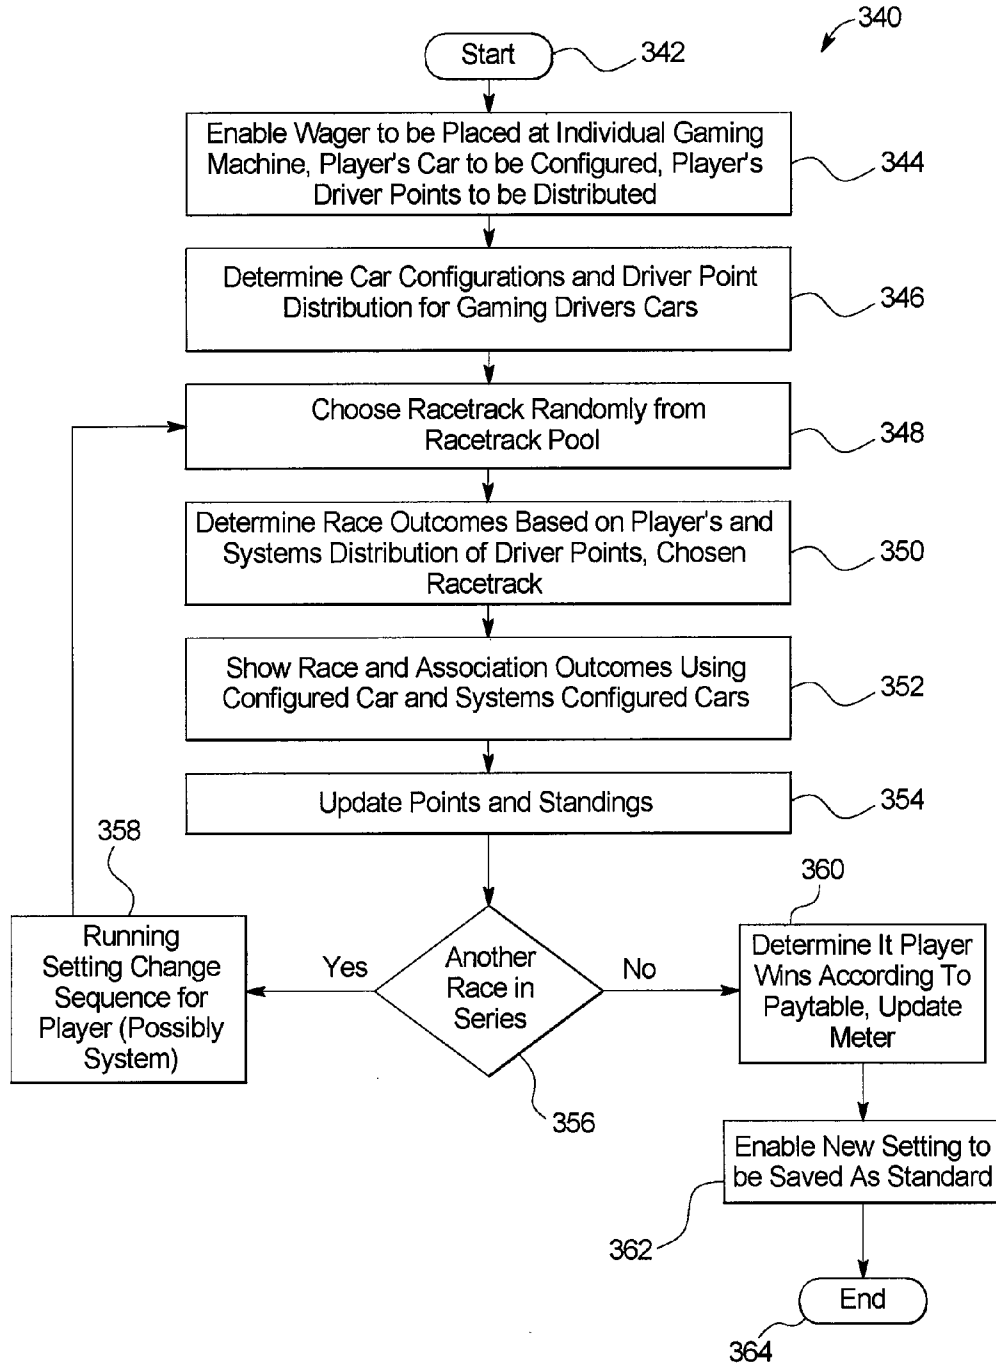 340
Start
342
Enable Wager to be Placed at Individual Gaming
Machine, Player's Car to be Configured, Player's
Driver Points to be Distributed
344
Determine Car Configurations and Driver Point
Distribution for Gaming Drivers Cars
346
Choose Racetrack Randomly from
Racetrack Pool
348
Determine Race Outcomes Based on Player's and
Systems Distribution of Driver Points, Chosen
Racetrack
350
Show Race and Association Outcomes Using
Configured Car and Systems Configured Cars
352
Update Points and Standings
354
358
Running
Setting Change
Sequence for
Player (Possibly
System)
Yes
Another
Race in
Series
356
No
360
Determine It Player
Wins According To
Paytable, Update
Meter
Enable New Setting to
be Saved As Standard
362
End
364